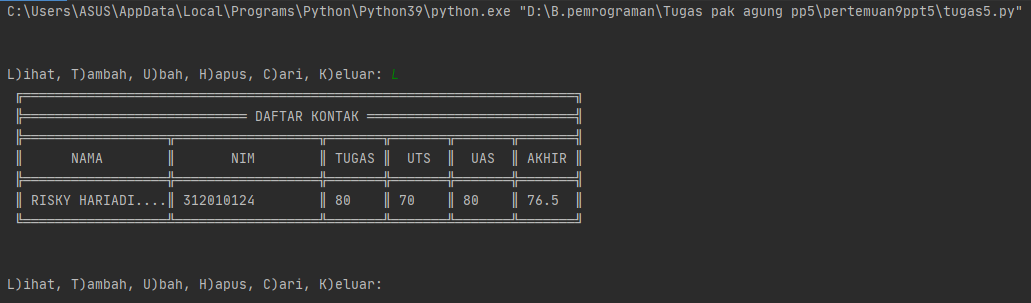 C:\Users\ASUS\AppData\Local\Programs\Python\Python39\python.exe "D:\B.pemrograman\Tugas pak agung pp5\pertemuan9ppt5\tugas5.py"
L)ihat, T)ambah, U)bah, H)apus, C)ari, K)eluar: L
DAFTAR KONTAK
NAMA NIM TUGAS UTS UAS AKHIR
RISKY HARIADI.... 312010124 80 70 80 76.5
L)ihat, T)ambah, U)bah, H)apus, C)ari, K)eluar: